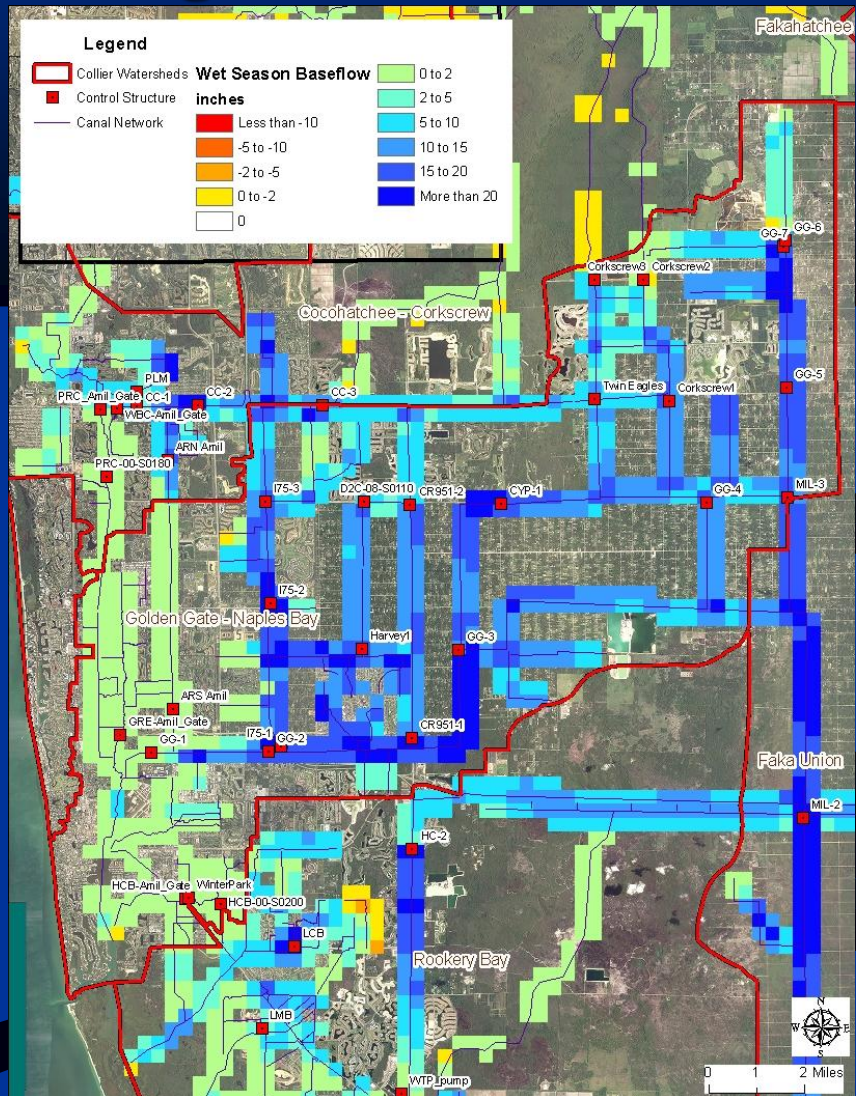 Legend
Collier Watersheds
Control Structure
Canal Network
Wet Season Baseflow
inches
Less than -10
-5 to -10
-2 to -5
0 to -2
0
0 to 2
2 to 5
5 to 10
10 to 15
15 to 20
More than 20
Fakahatchee
GG-6
GG-7
Corkscrew3
Corkscrew2
Cocohatchee - Corkscrew
PLM
GG-5
PRC_Amil_Gate
CC-1
CC-2
CC-3
Twin Eagles
Corkscrew1
WBC-Amil_Gate
ARN Amil
PRC-00-S0180
I75-3
D2C-08-S0110
CR951-2
CYP-1
GG-4
MIL-3
I75-2
Golden Gate - Naples Bay
Harvey1
GG-3
ARS Amil
GRE-Amil_Gate
GG-1
I75-1
GG-2
CR951-1
Faka Union
MIL-2
HC-2
HCB-Amil_Gate
WinterPark
HCB-00-S0200
LCB
Rookery Bay
LMB
WTP_pump
N
W
E
S
0 1 2 Miles